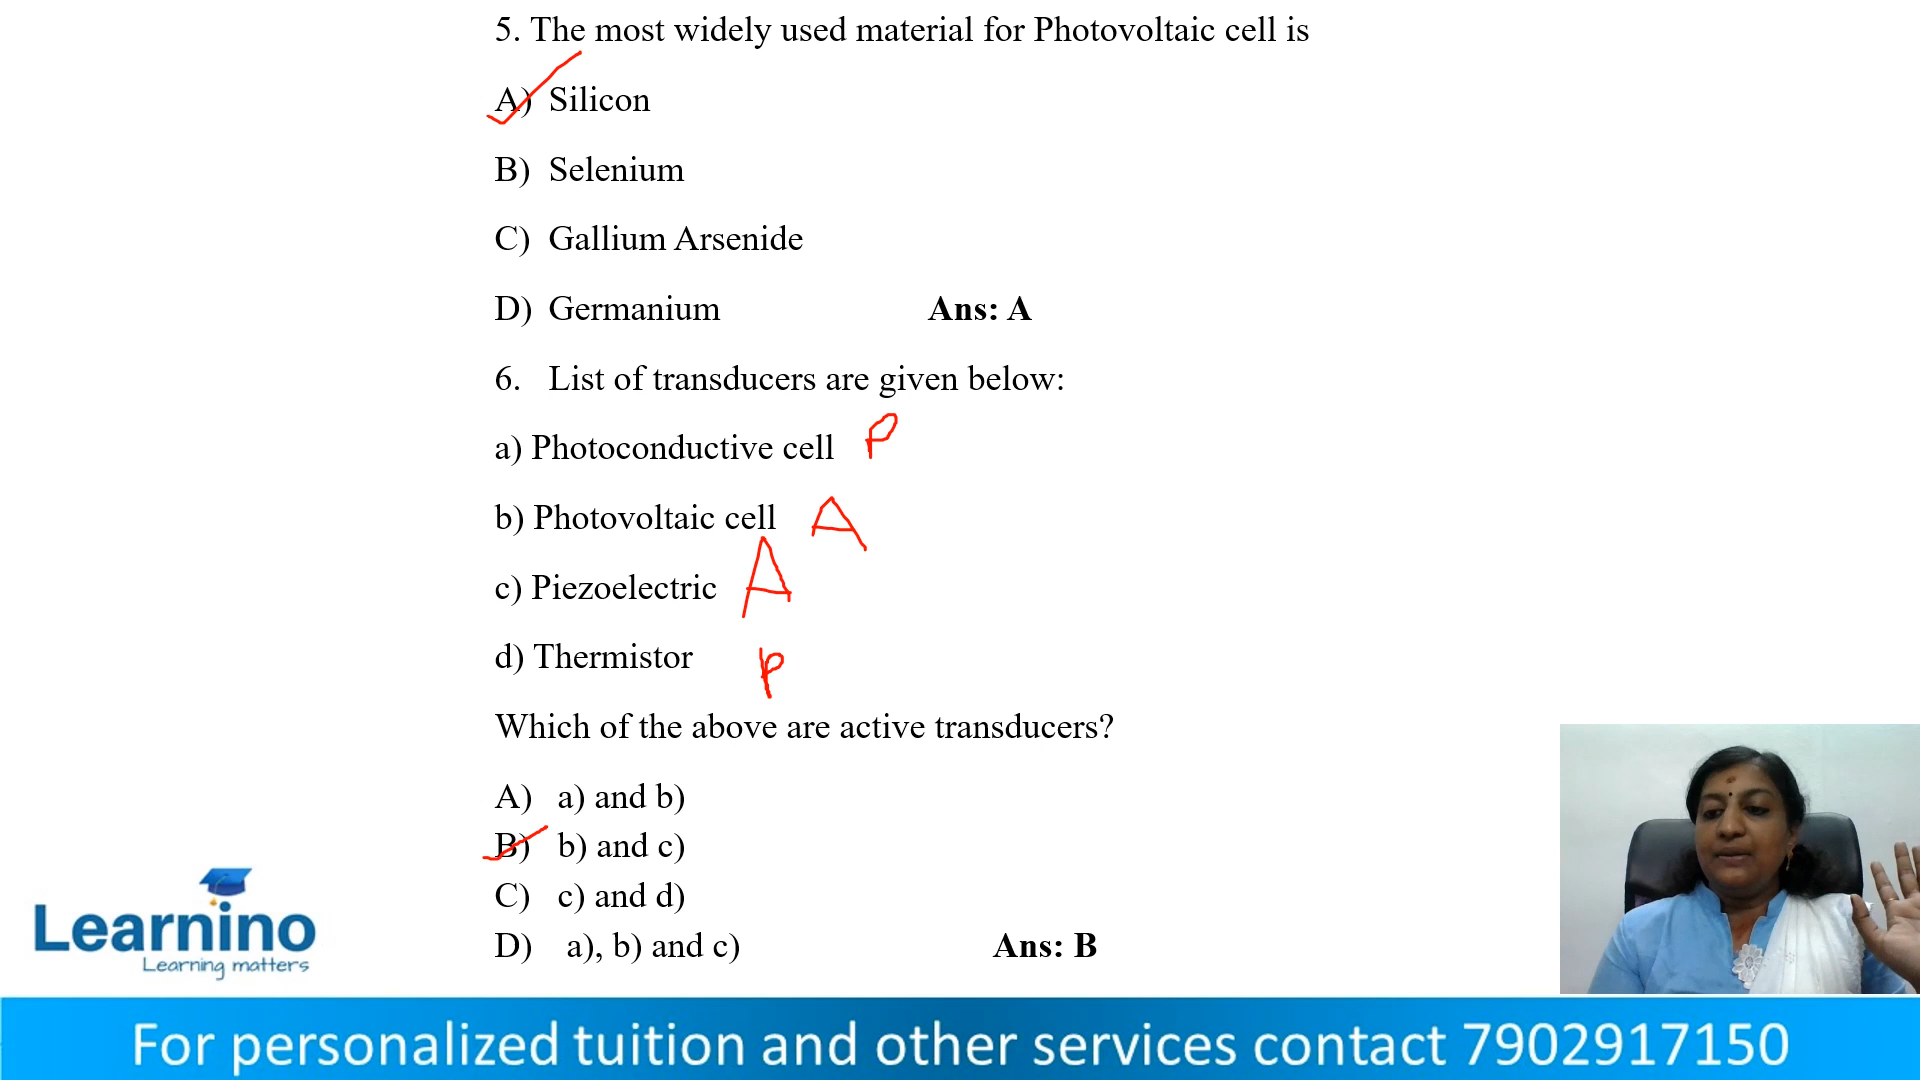 5. The most widely used material for Photovoltaic cell is
A) Silicon
B) Selenium
C) Gallium Arsenide
D) Germanium Ans: A
6. List of transducers are given below:
a) Photoconductive cell P
b) Photovoltaic cell A
c) Piezoelectric A
d) Thermistor P
Which of the above are active transducers?
A) a) and b)
B) b) and c)
C) c) and d)
D) a), b) and c) Ans: B
Learnino
Learning matters
For personalized tuition and other services contact 7902917150